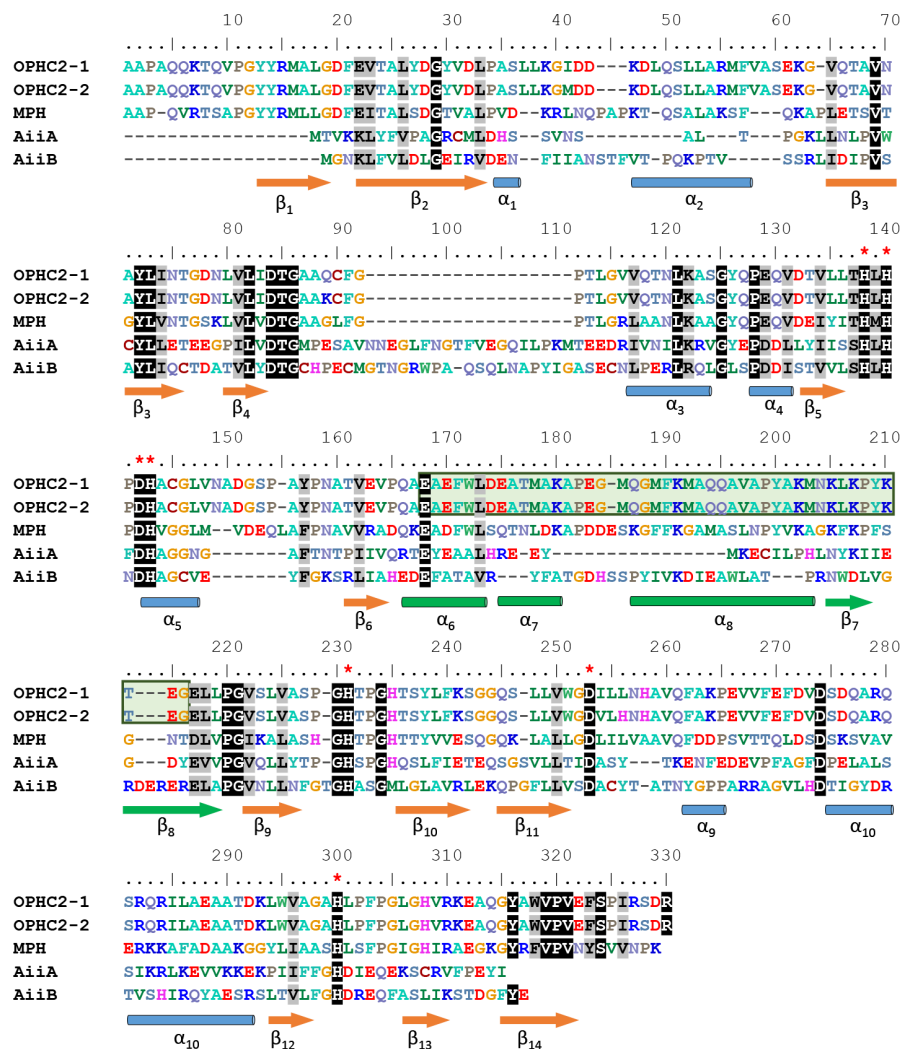 10 20 30 40 50 60 70
OPHC2-1 AAPAQQKTQVPGYYRMALGDFEVTALYDGYVDLPASLLKGIDD----KDLQSLLARMFVASEKG-VQTAVN
OPHC2-2 AAPAQQKTQVPGYYRMALGDFEVTALYDGYVDLPASLLKGMDD----KDLQSLLARMFVASEKG-VQTAVN
MPH AAP-QVRTSAPGYYRMLLGDFEITALSDGTVALPVD--KRLNQPAPAKT-QSALAKSF---QKAPLETSVT
AiiA -----------------MTVKKLYFVPAGRCMLDHS---SVNS---------AL---T---PGKL-NLPVW
AiiB ------------------MGNKLFVLDLGEIRVDEN---FIIANSTFVT-PQKPTV-----SSRLIDIPVS
β1 β2 α1 α2 β3
80 90 100 110 120 130 140
* *
OPHC2-1 AYLINTGDNLVLIDTGAAQCFG-------------------PTLGVVQTNLKASGYQPEQVDTVLLTHLH
OPHC2-2 AYLINTGDNLVLIDTGAAKCFG-------------------PTLGVVQTNLKASGYQPEQVDTVLLTHLH
MPH GYLVNTGSKLVLVDTGAAGLFG-------------------PTLGRLAANLKAAGYQPEQVDEIYITHMH
AiiA CYLLETEEGPILVDTGMPESAVNNEGLFNGTFVEGQILPKMTEEDRIVNILKRVGYEPDDLLYIISSHLH
AiiB AYLIQCTDATVLYDTGCHPECMGTNGRWPA-QSQLNAPYIGASECNLPERLRQLGLSPDDISTVVLSHLH
β3 β4 α3 α4 β5
150 160 170 180 190 200 210
**
OPHC2-1 PDHACGLVNADGSP-AYPNATVEVPQAEAEFWLDEATMAKAPEG-MQGMFKMAQQAVAPYAKMNKLKPYK
OPHC2-2 PDHACGLVNADGSP-AYPNATVEVPQAEAEFWLDEATMAKAPEG-MQGMFKMAQQAVAPYAKMNKLKPYK
MPH PDHVGGLM-VDEQLAFPNAVVRADQKEADFWLSQTNLDKAPDDESKGFFKGAMASLNPYVKAGKFKPFS
AiiA FDHAGGNG-------AFTNTPIIVQRTEYEAALHRE-EY----------------MKECILPHLNYKIIE
AiiB NDHAGCVE-------YFGKSRLIAHEDEFATAVR---YFATGDHSSPYIVKDIEAWLAT--PRNWDLVG
α5 β6 α6 α7 α8 β7
220 230 240 250 260 270 280
* *
OPHC2-1 T---EGELLPGVSLVASP-GHTPGHTSYLFKSGGQS-LLVWGDILLNHAVQFAKPEVVFEFDVDSDQARQ
OPHC2-2 T---EGELLPGVSLVASP-GHTPGHTSYLFKSGGQS-LLVWGDVLHNHAVQFAKPEVVFEFDVDSDQARQ
MPH G---NTDLVPGIKALASH-GHTPGHTTYVVESQGQK-LALLGDLILVAAVQFDDPSVTTQLDSDSKSVAV
AiiA G---DYEVVPGVQLLYTP-GHSPGHQSLFIETEQSGSVLLTIDASY-TKENFEDEVPFAGFDPELALS
AiiB RDERERELAPGVNLLNFGTGHASGMLGLAVRLEKQPGFLLVSDACYT-ATNYGPPARRAGVLHDTIGYDR
β8 β9 β10 β11 α9 α10
290 300 310 320 330
*
OPHC2-1 SRQRILAEAATDKLWVAGAHLPFPGLGHVRKEAQGYAWVPVEFSPIRSDR
OPHC2-2 SRQRILAEAATDKLWVAGAHLPFPGLGHVRKEAQGYAWVPVEFSPIRSDR
MPH ERKKAFADAAKGGYLIAASHLSFPGIGHIRAEGKGYRFVPVNYSVVNPK
AiiA SIKRLKEVVKKEKPIIFFGHDIEQEKSCRVFPEYI
AiiB TVSHIRQYAESRSLTVLFGHDREQFASLIKSTDGFYE
α10 β12 β13 β14